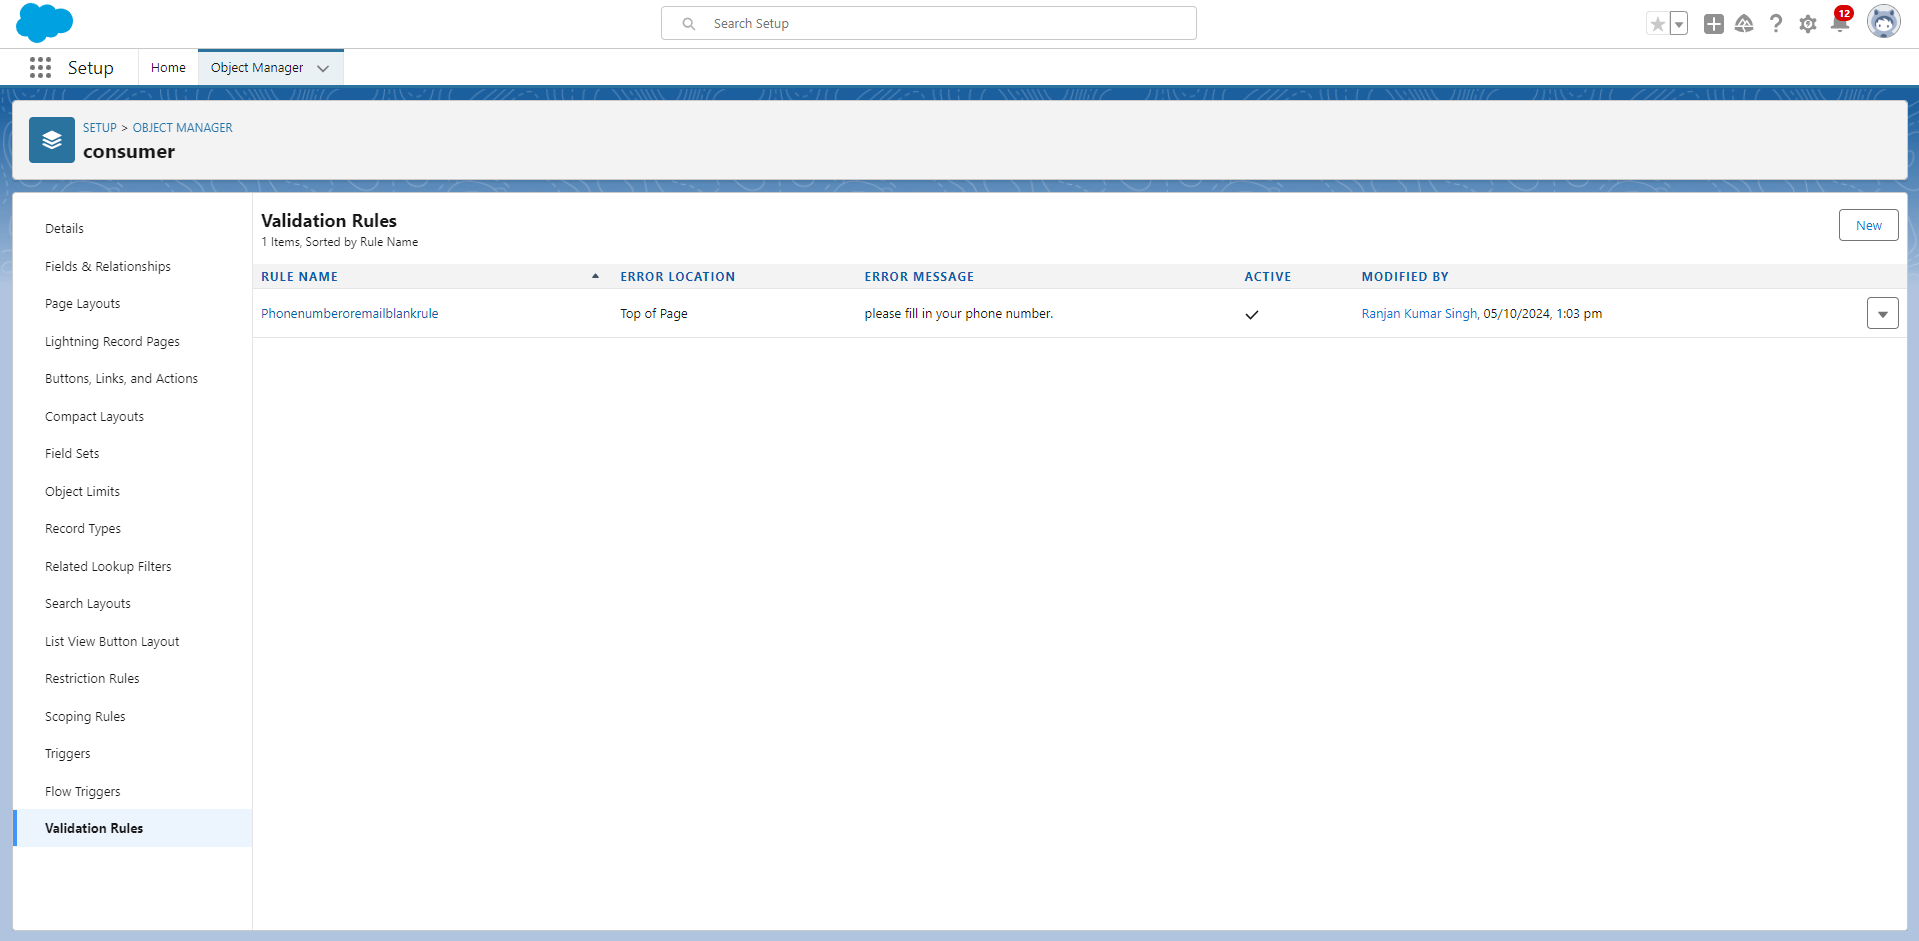 Search Setup
12
Setup
Home
Object Manager
SETUP > OBJECT MANAGER
consumer
Details
Fields & Relationships
Page Layouts
Lightning Record Pages
Buttons, Links, and Actions
Compact Layouts
Field Sets
Object Limits
Record Types
Related Lookup Filters
Search Layouts
List View Button Layout
Restriction Rules
Scoping Rules
Triggers
Flow Triggers
Validation Rules
Validation Rules
1 Items, Sorted by Rule Name
New
RULE NAME ERROR LOCATION ERROR MESSAGE ACTIVE MODIFIED BY
Phonenumberoremailblankrule Top of Page please fill in your phone number. Ranjan Kumar Singh, 05/10/2024, 1:03 pm